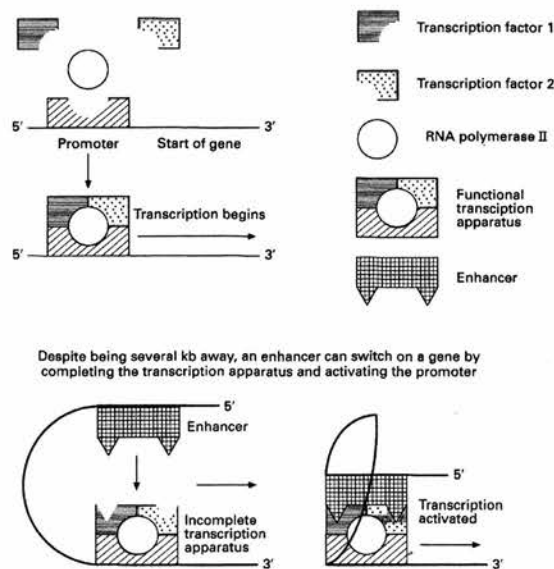 Transcription factor 1
Transcription factor 2
RNA polymerase II
5'
3'
Promoter
Start of gene
Transcription begins
5'
3'
Functional
transciption
apparatus
Enhancer
Despite being several kb away, an enhancer can switch on a gene by
completing the transcription apparatus and activating the promoter
5'
Enhancer
Incomplete
transcription
apparatus
3'
5'
Transcription
activated
3'